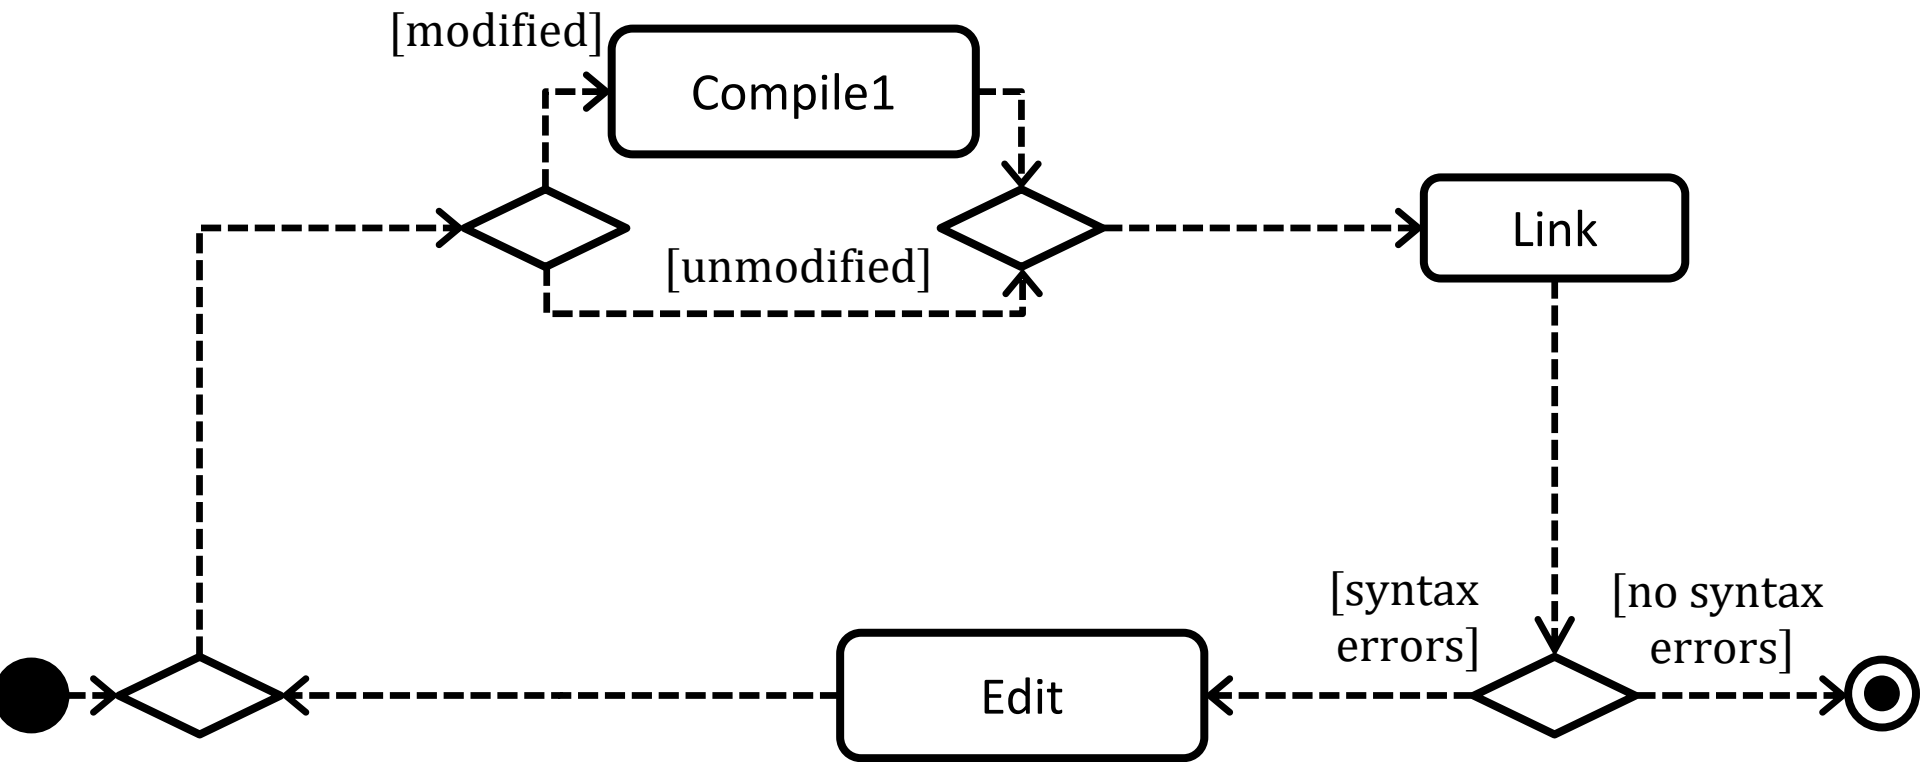 [modified]
Compile1
Link
[unmodified]
[syntax
errors]
[no syntax
errors]
Edit